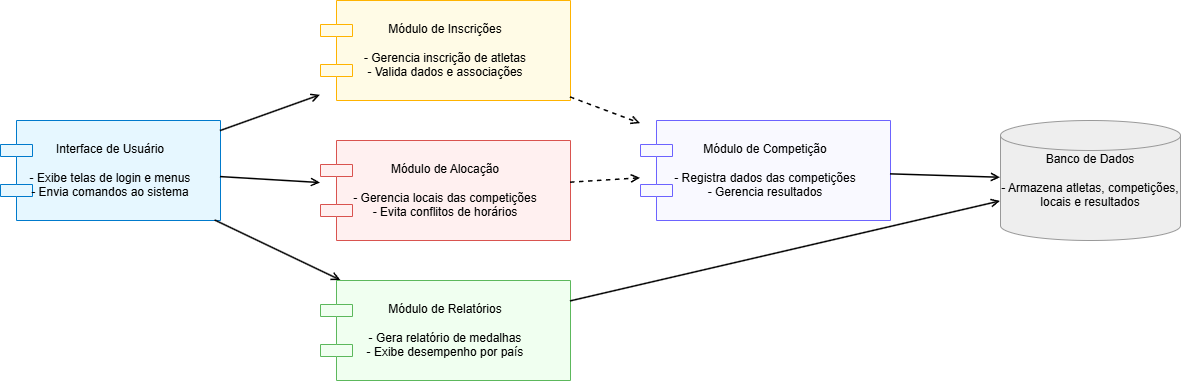 Módulo de Inscrições
- Gerencia inscrição de atletas
- Valida dados e associações
Interface de Usuário
- Exibe telas de login e menus
- Envia comandos ao sistema
Módulo de Alocação
- Gerencia locais das competições
- Evita conflitos de horários
Módulo de Competição
- Registra dados das competições
- Gerencia resultados
Banco de Dados
- Armazena atletas, competições,
locais e resultados
Módulo de Relatórios
- Gera relatório de medalhas
- Exibe desempenho por país